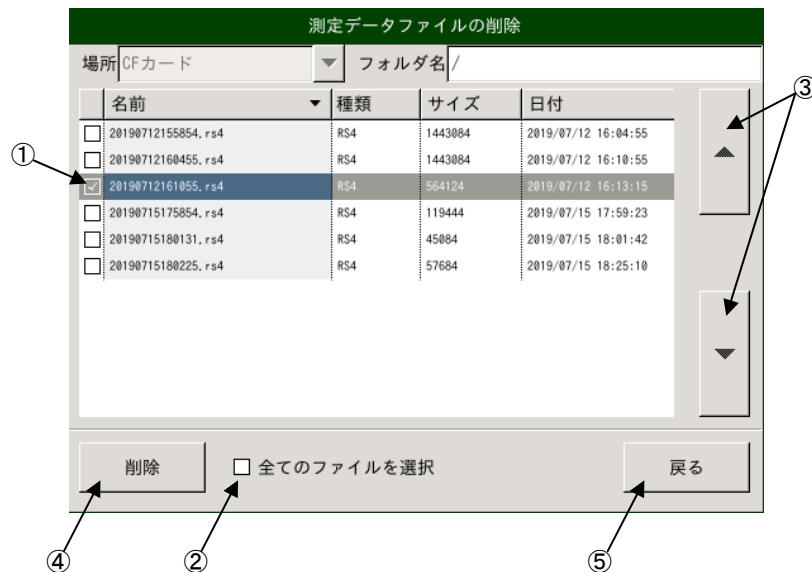 測定データファイルの削除
場所 CFカード フォルダ名 /
③
名前 種類 サイズ 日付
20190712155854.rs4 RS4 1443084 2019/07/12 16:04:55
①
20190712160455.rs4 RS4 1443084 2019/07/12 16:10:55
20190712161055.rs4 RS4 564124 2019/07/12 16:13:15
20190715175854.rs4 RS4 119444 2019/07/15 17:59:23
20190715180131.rs4 RS4 45084 2019/07/15 18:01:42
20190715180225.rs4 RS4 57684 2019/07/15 18:25:10
削除 全てのファイルを選択 戻る
④ ② ⑤